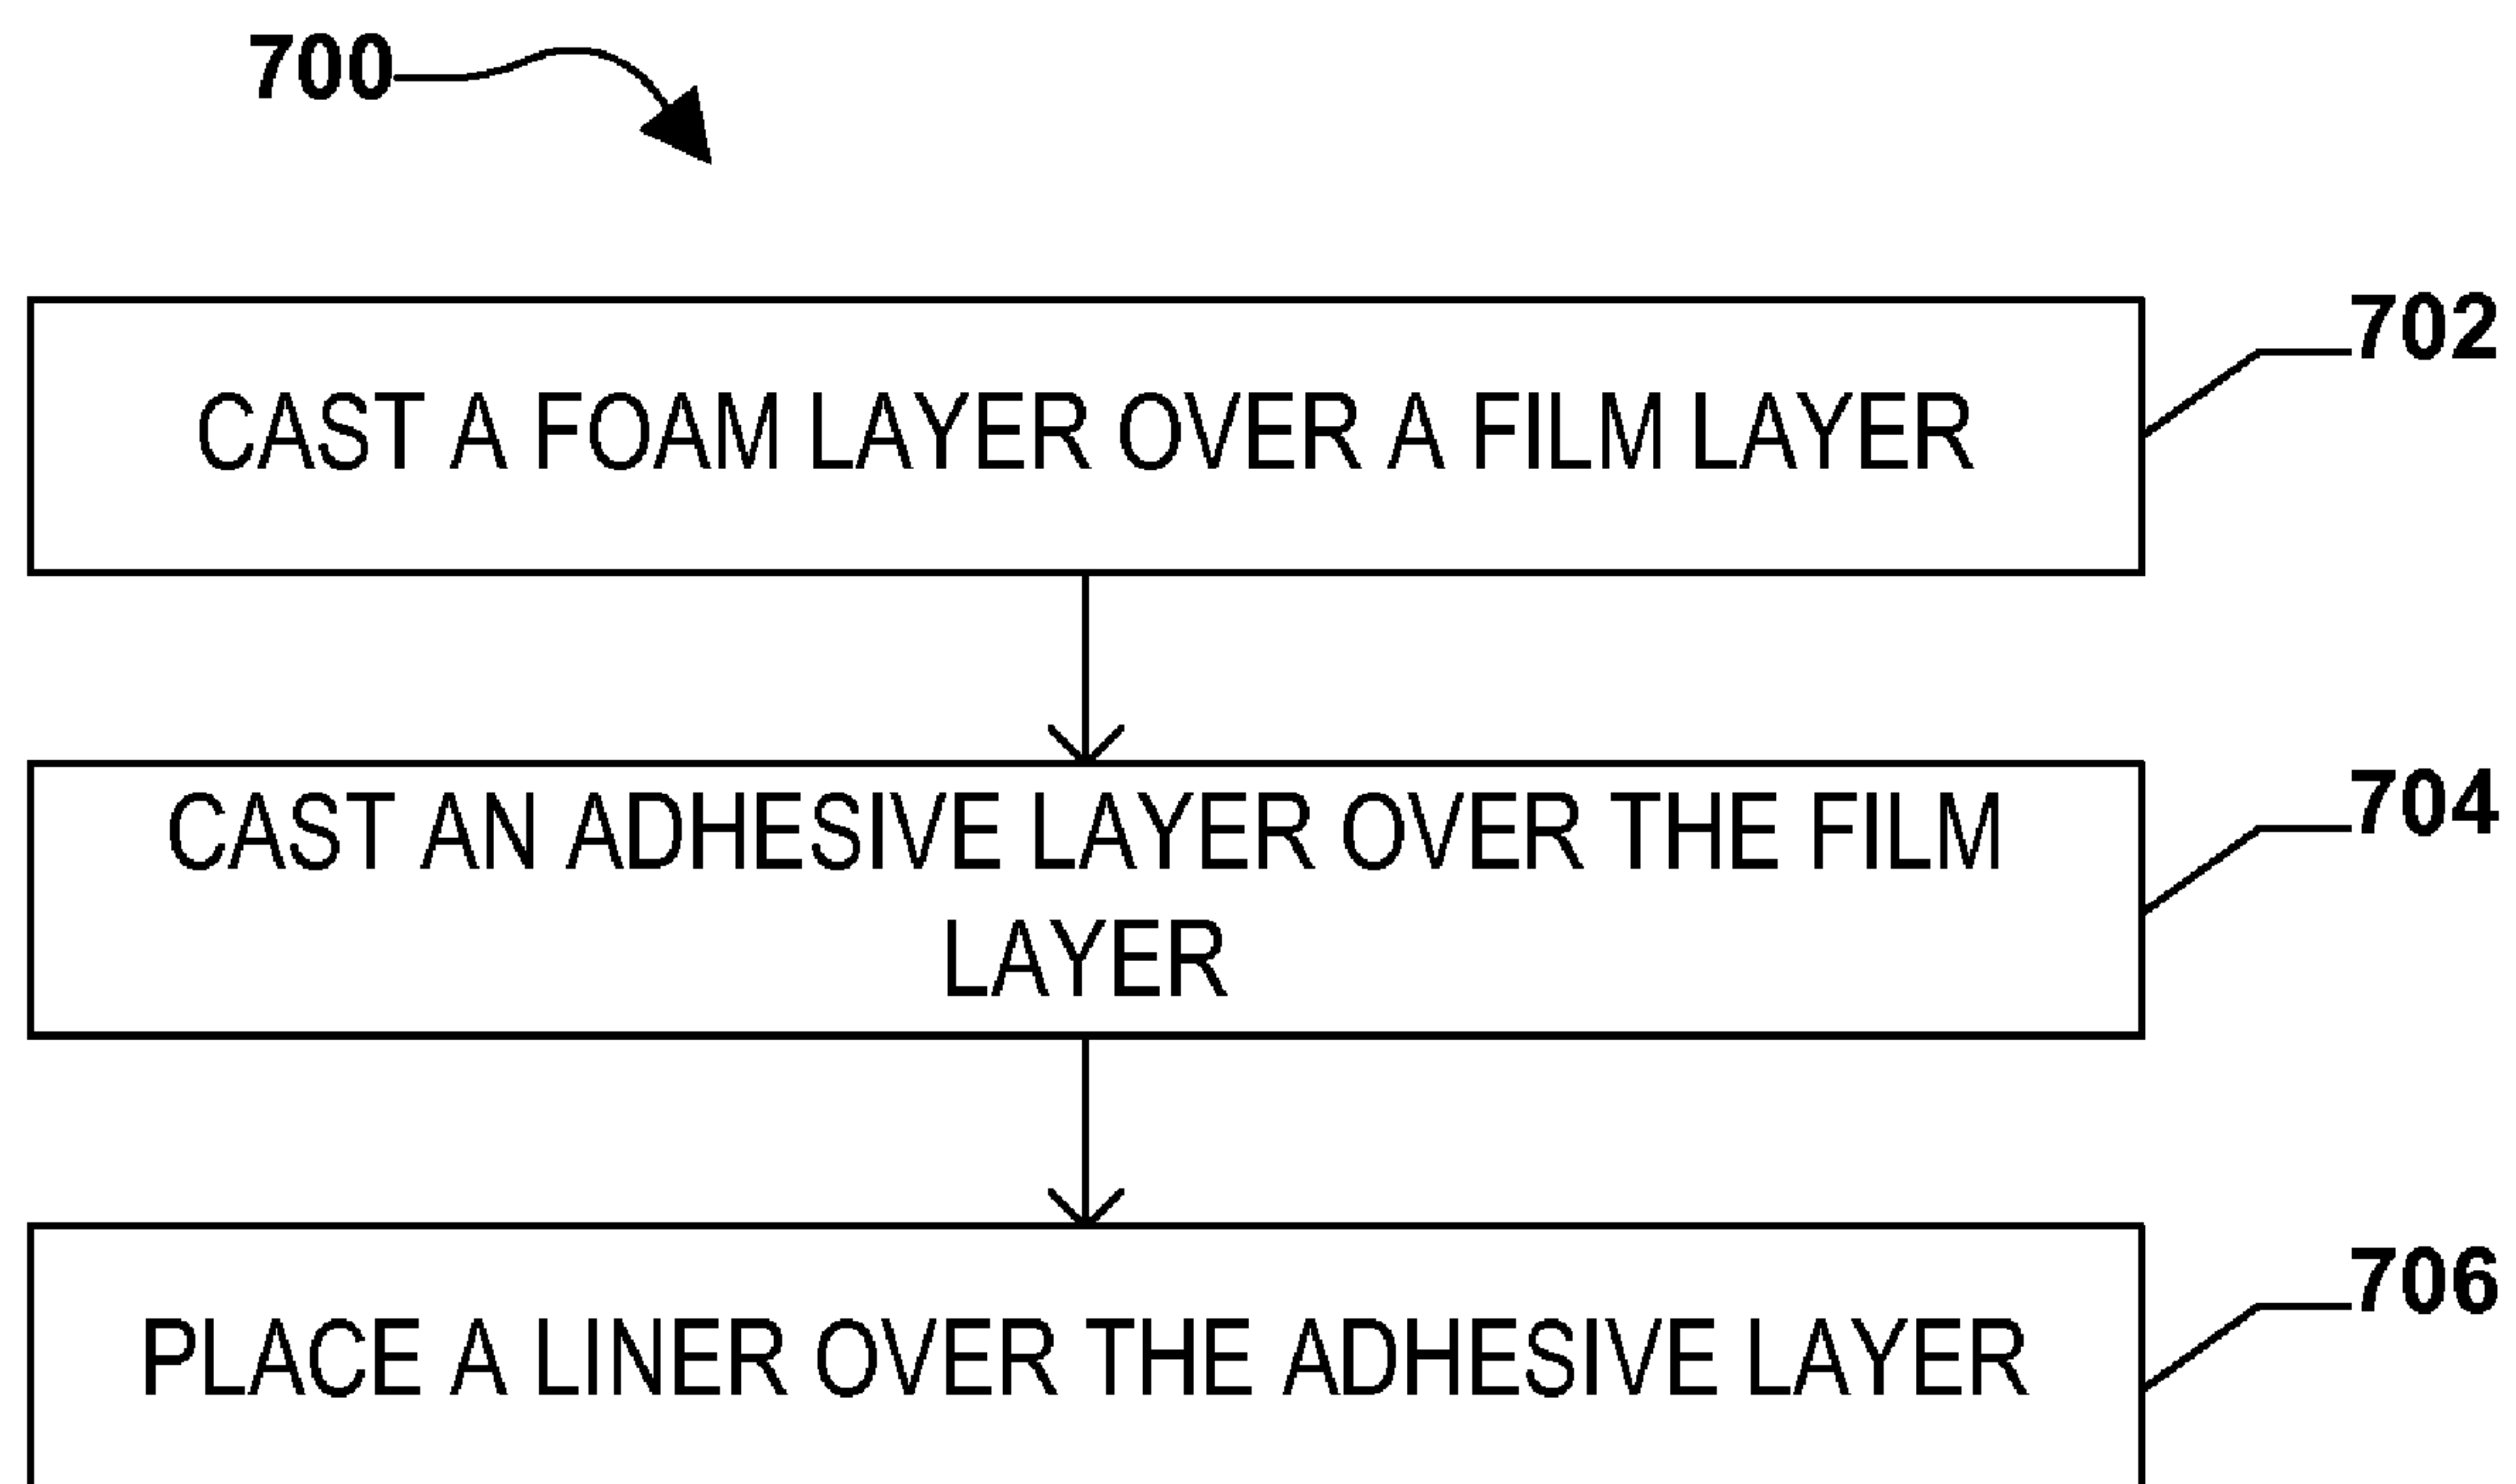 700
702
CAST A FOAM LAYER OVER A FILM LAYER
704
CAST AN ADHESIVE LAYER OVER THE FILM
LAYER
706
PLACE A LINER OVER THE ADHESIVE LAYER